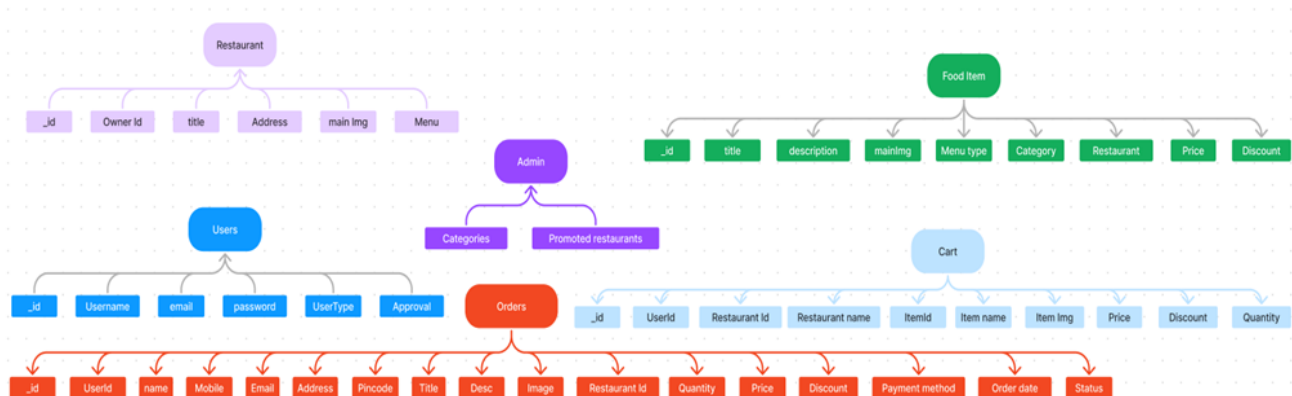 Restaurant
_id
Owner Id
title
Address
main Img
Menu
Food Item
_id
title
description
mainImg
Menu type
Category
Restaurant
Price
Discount
Admin
Categories
Promoted restaurants
Users
_id
Username
email
password
UserType
Approval
Cart
_id
UserId
Restaurant Id
Restaurant name
ItemId
Item name
Item Img
Price
Discount
Quantity
Orders
_id
UserId
name
Mobile
Email
Address
Pincode
Title
Desc
Image
Restaurant Id
Quantity
Price
Discount
Payment method
Order date
Status